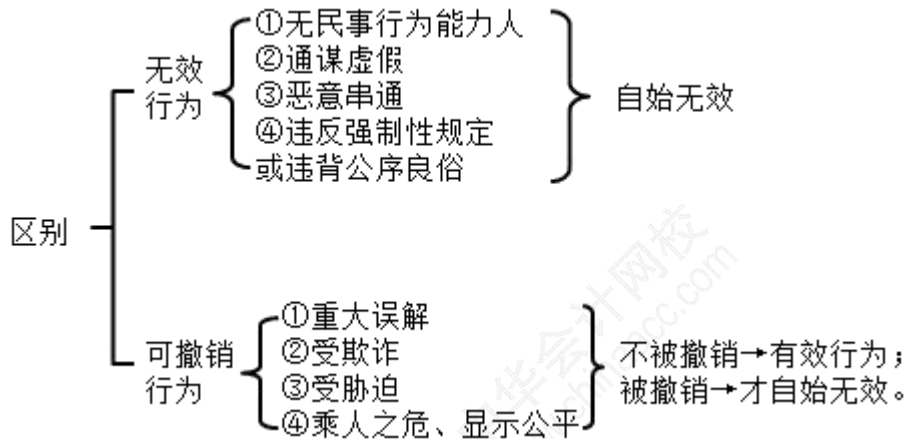 区别
无效
行为
①无民事行为能力人
②通谋虚假
③恶意串通
④违反强制性规定
或违背公序良俗
自始无效
可撤销
行为
①重大误解
②受欺诈
③受胁迫
④乘人之危、显示公平
不被撤销→有效行为；
被撤销→才自始无效。